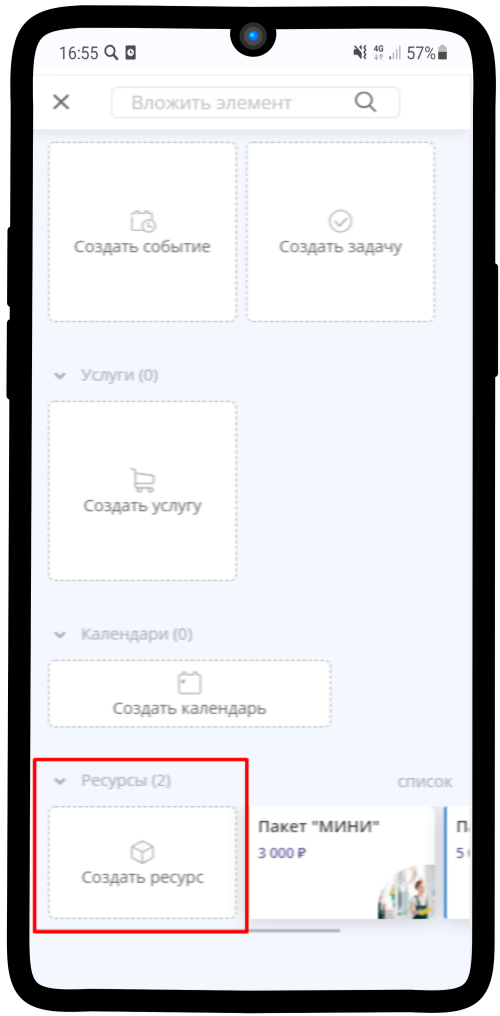 16:55 4G 57%
Вложить элемент
Создать событие Создать задачу
Услуги (0)
Создать услугу
Календари (0)
Создать календарь
Ресурсы (2) список
Пакет "МИНИ"
3 000 ₽
Создать ресурс